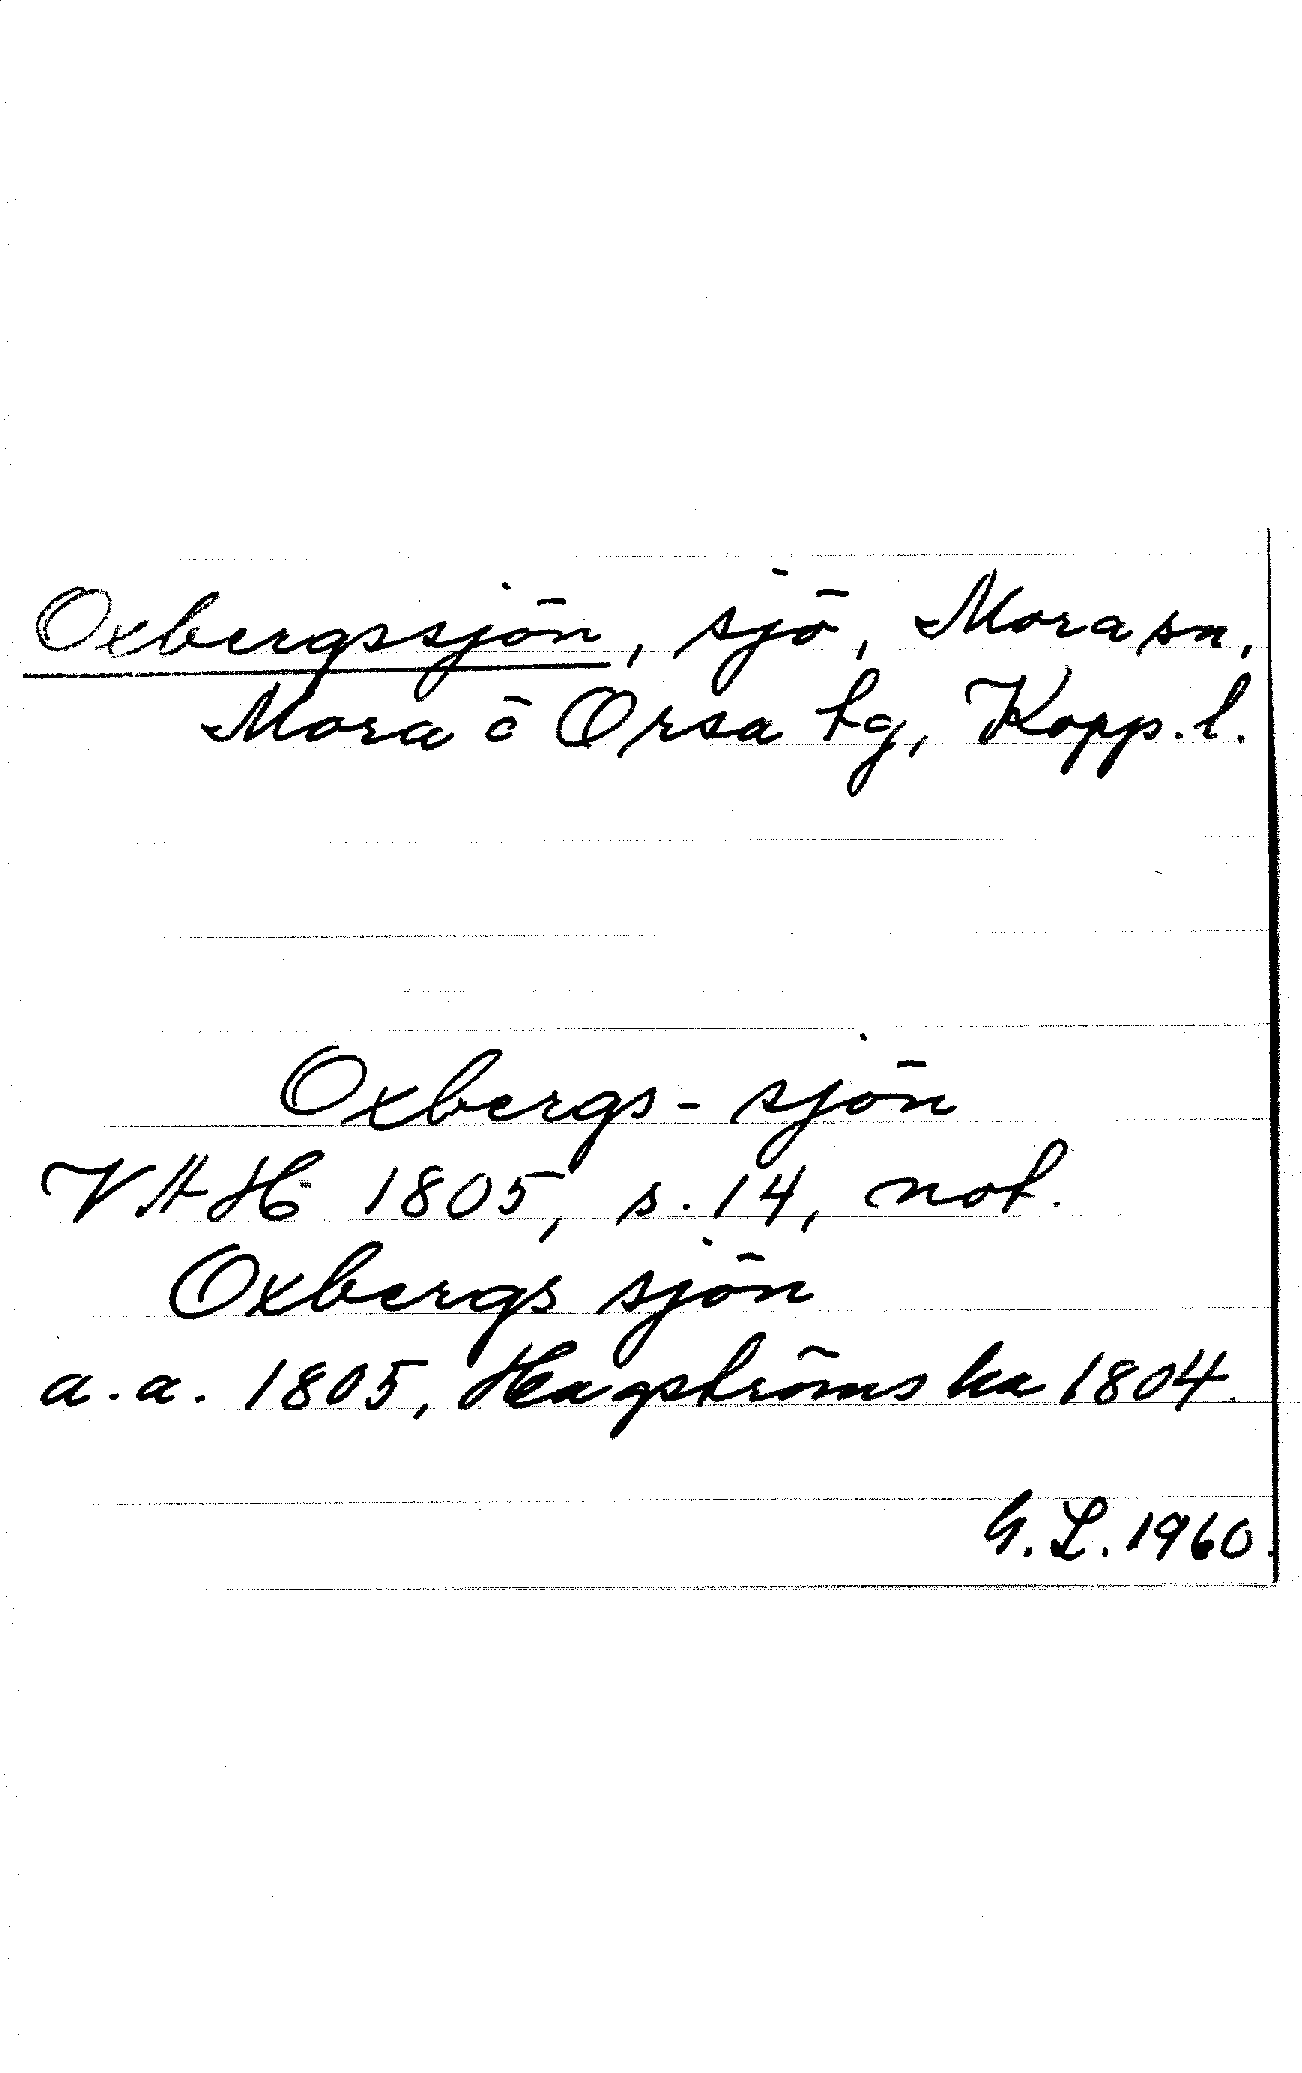 Oxbergssjön, sjö, Mora sn,
Mora o Orsa tg, Kopp. l.
Oxbergs-sjön
VAH 1805, s. 14, not.
Oxbergs sjön
a. a. 1805, Hagströms ka 1804.
G. L. 1960.